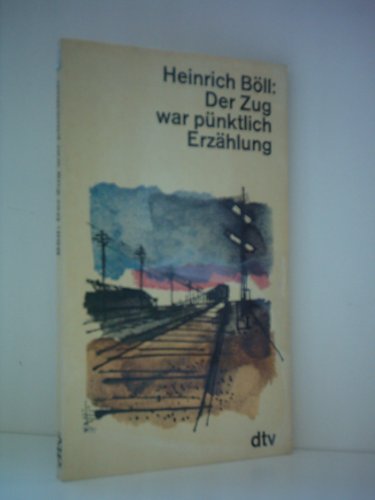 Heinrich Böll:
Der Zug
war pünktlich
Erzählung
dtv